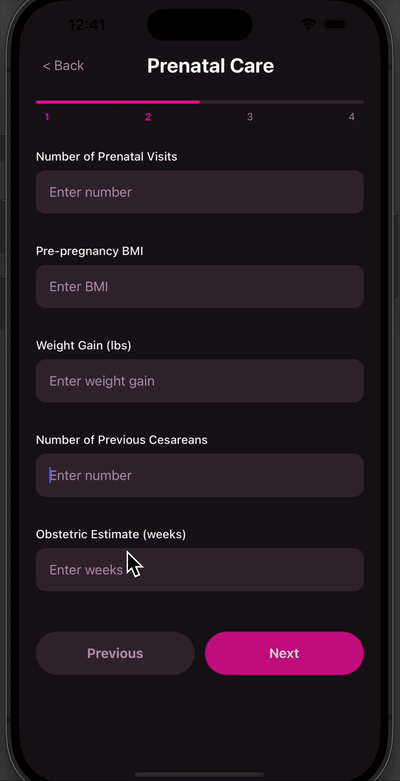 12:41
< Back
Prenatal Care
1 2 3 4
Number of Prenatal Visits
Enter number
Pre-pregnancy BMI
Enter BMI
Weight Gain (lbs)
Enter weight gain
Number of Previous Cesareans
Enter number
Obstetric Estimate (weeks)
Enter weeks
Previous Next